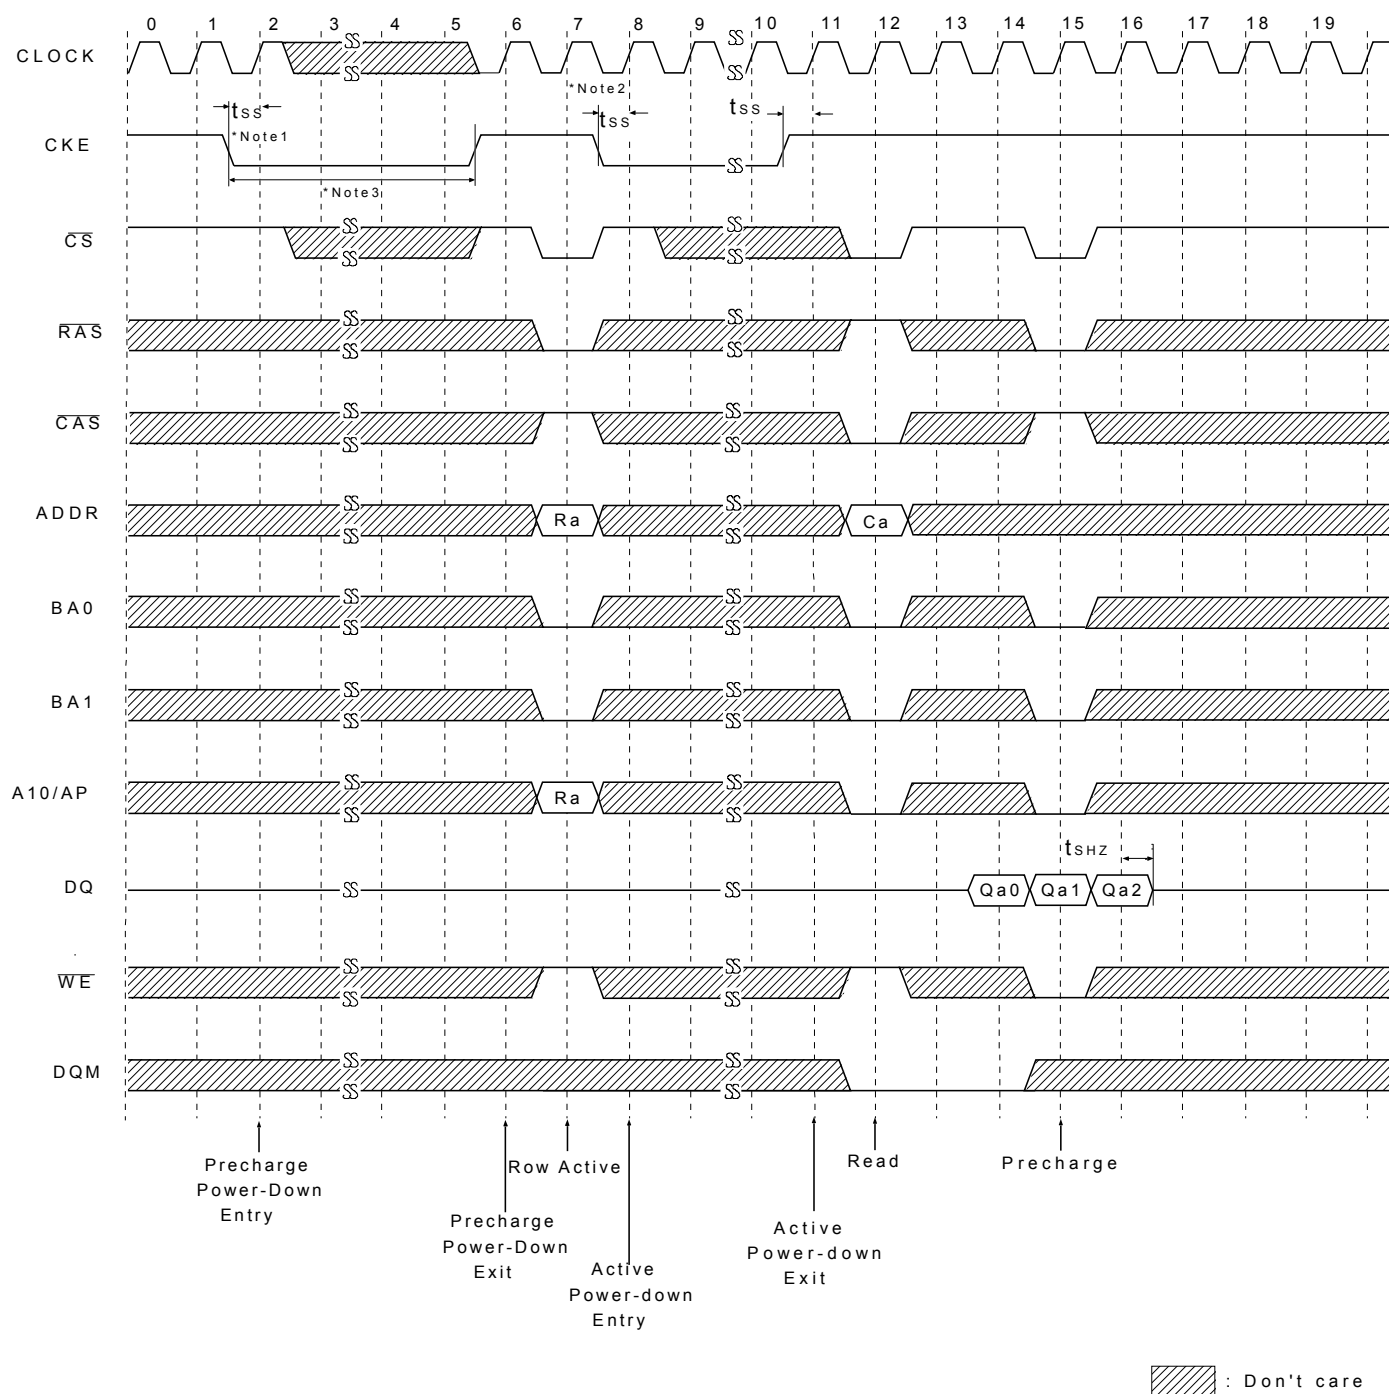 0 1 2 3 4 5 6 7 8 9 10 11 12 13 14 15 16 17 18 19
CLOCK
*Note2
tSS
tSS
tSS
*Note1
CKE
*Note3
CS
RAS
CAS
ADDR
Ra
Ca
BA0
BA1
A10/AP
Ra
tSHZ
DQ
Qa0 Qa1 Qa2
WE
DQM
Precharge
Power-Down
Entry
Row Active
Precharge
Power-Down
Exit
Active
Power-down
Entry
Active
Power-down
Exit
Read
Precharge
: Don't care